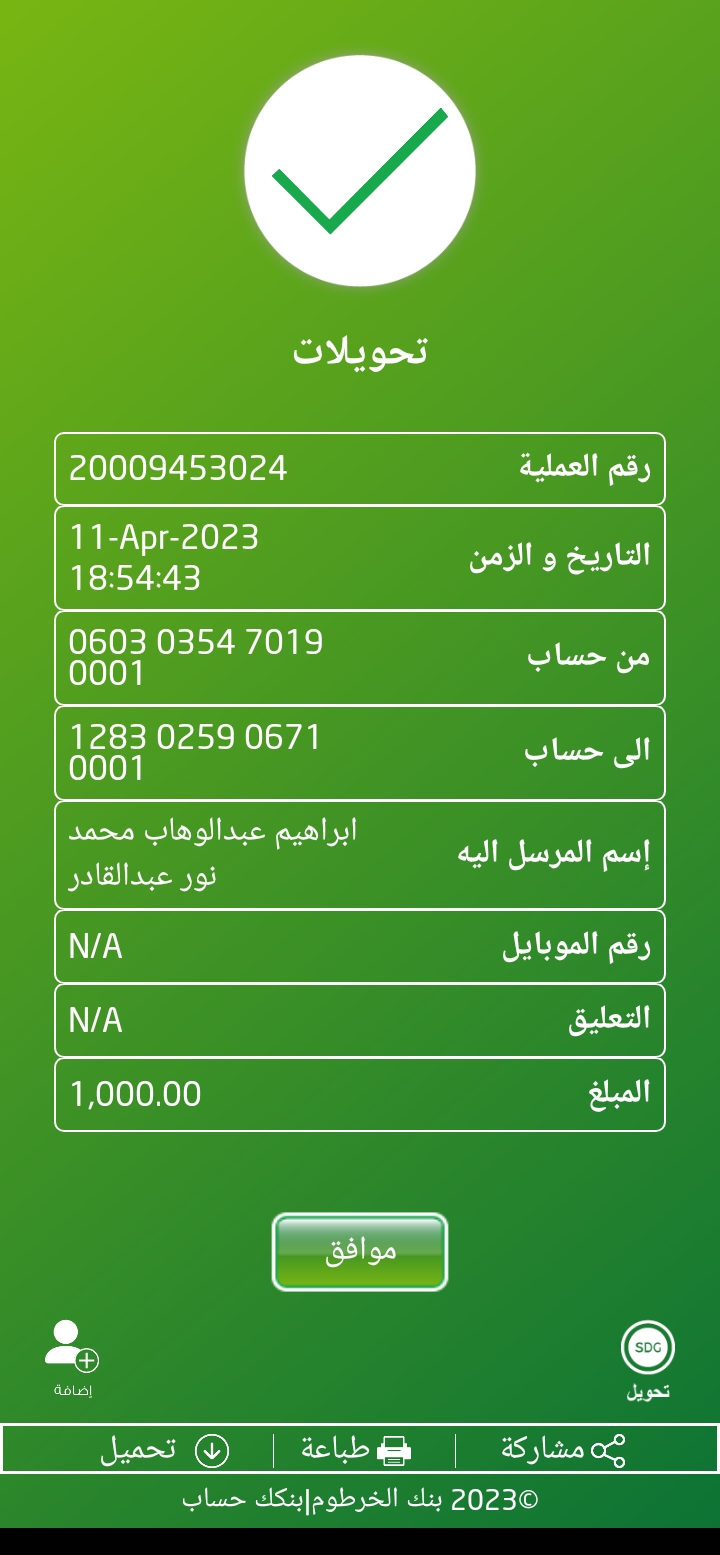 تحويلات
رقم العملية 20009453024
التاريخ و الزمن 11-Apr-2023
18:54:43
من حساب 0603 0354 7019
0001
الى حساب 1283 0259 0671
0001
إسم المرسل اليه ابراهيم عبدالوهاب محمد
نور عبدالقادر
رقم الموبايل N/A
التعليق N/A
المبلغ 1,000.00
موافق
SDG
تحويل
إضافة
مشاركة طباعة تحميل
©2023 بنك الخرطوم|بنكك حساب